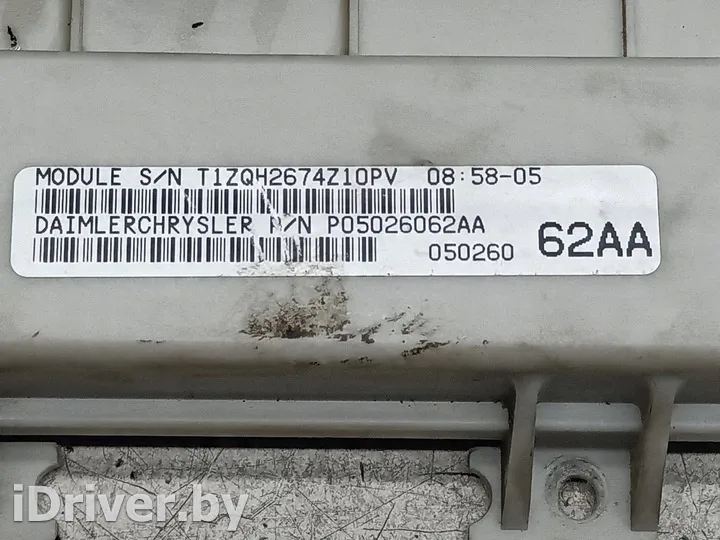 MODULE S/N T1ZQH2674Z10PV 08:58-05
DAIMLERCHRYSLER P/N P05026062AA
050260 62AA
iDriver.by